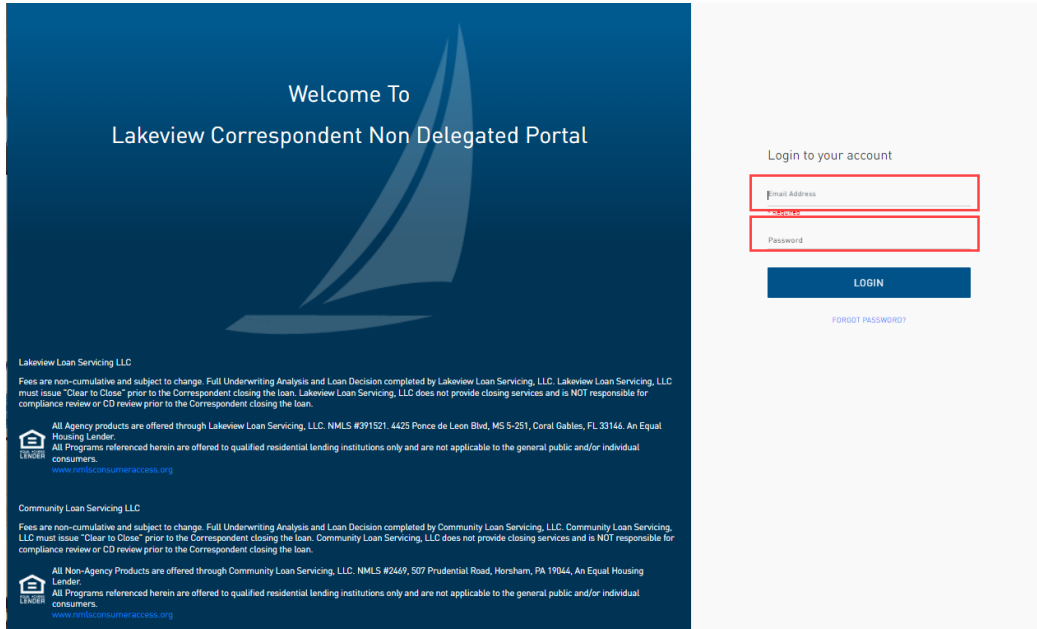 Welcome To
Lakeview Correspondent Non Delegated Portal
Lakeview Loan Servicing LLC
Fees are non-cumulative and subject to change. Full Underwriting Analysis and Loan Decision completed by Lakeview Loan Servicing, LLC. Lakeview Loan Servicing, LLC
must issue "Clear to Close" prior to the Correspondent closing the loan. Lakeview Loan Servicing, LLC does not provide closing services and is NOT responsible for
compliance review or CD review prior to the Correspondent closing the loan.
All Agency products are offered through Lakeview Loan Servicing, LLC. NMLS #391521. 4425 Ponce de Leon Blvd, MS 5-251, Coral Gables, FL 33146. An Equal
Housing Lender.
All Programs referenced herein are offered to qualified residential lending institutions only and are not applicable to the general public and/or individual
consumers.
EQUAL HOUSING
LENDER
www.nmlsconsumeraccess.org
Community Loan Servicing LLC
Fees are non-cumulative and subject to change. Full Underwriting Analysis and Loan Decision completed by Community Loan Servicing, LLC. Community Loan Servicing,
LLC must issue "Clear to Close" prior to the Correspondent closing the loan. Community Loan Servicing, LLC does not provide closing services and is NOT responsible for
compliance review or CD review prior to the Correspondent closing the loan.
All Non-Agency Products are offered through Community Loan Servicing, LLC. NMLS #2469, 507 Prudential Road, Horsham, PA 19044, An Equal Housing
Lender.
All Programs referenced herein are offered to qualified residential lending institutions only and are not applicable to the general public and/or individual
consumers.
EQUAL HOUSING
LENDER
www.nmlsconsumeraccess.org
Login to your account
Email Address
* Required
Password
LOGIN
FORGOT PASSWORD?